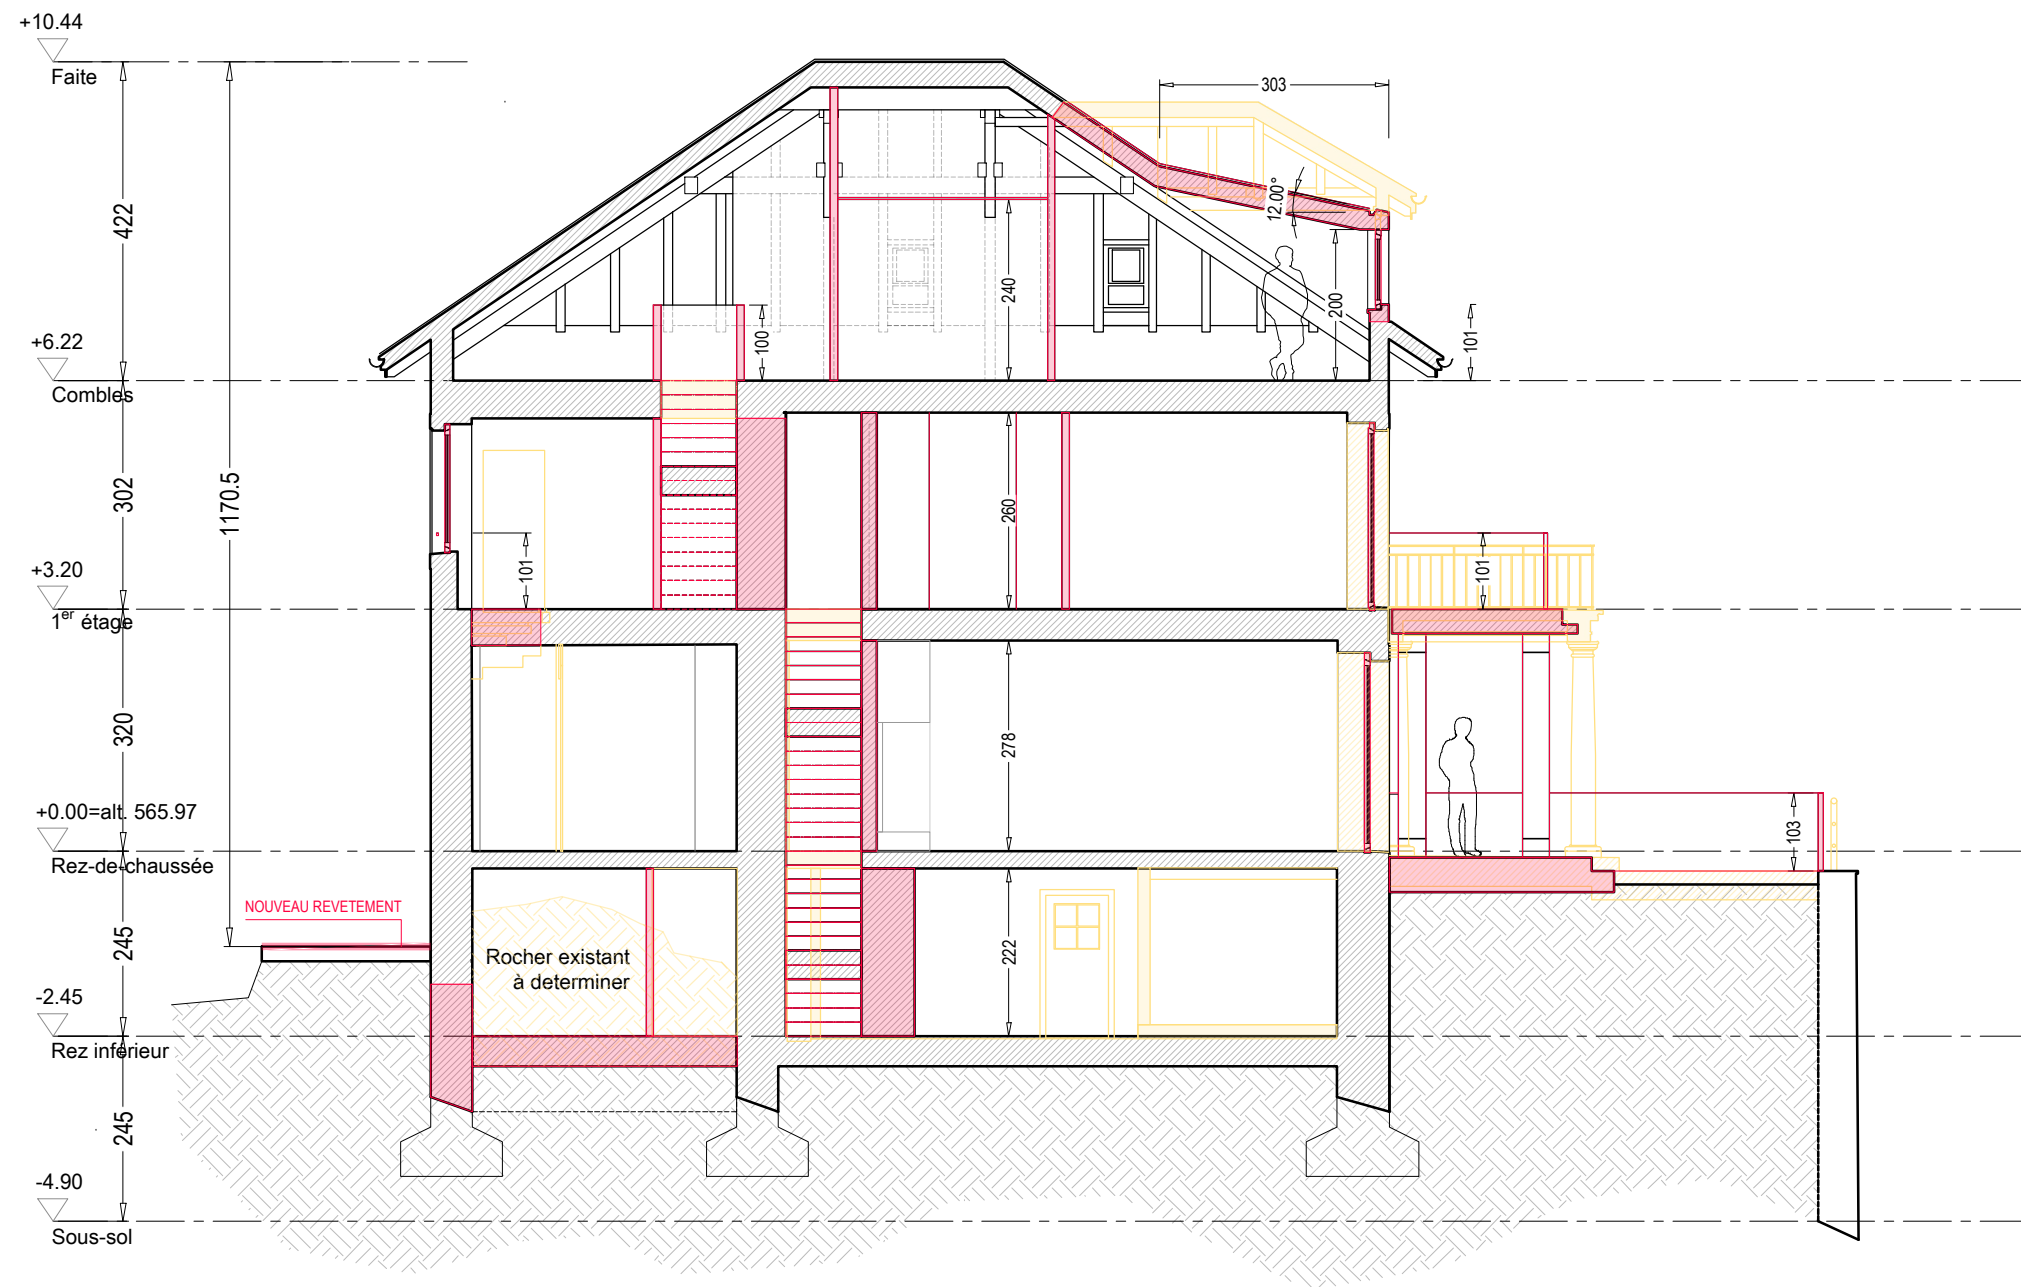 +10.44
Faite
303
12.00°
422
240
200
100
101
+6.22
Combles
1170.5
302
260
101
101
+3.20
1er étage
320
278
+0.00=alt. 565.97
Rez-de-chaussée
103
NOUVEAU REVETEMENT
245
222
Rocher existant
à determiner
-2.45
Rez inférieur
245
-4.90
Sous-sol